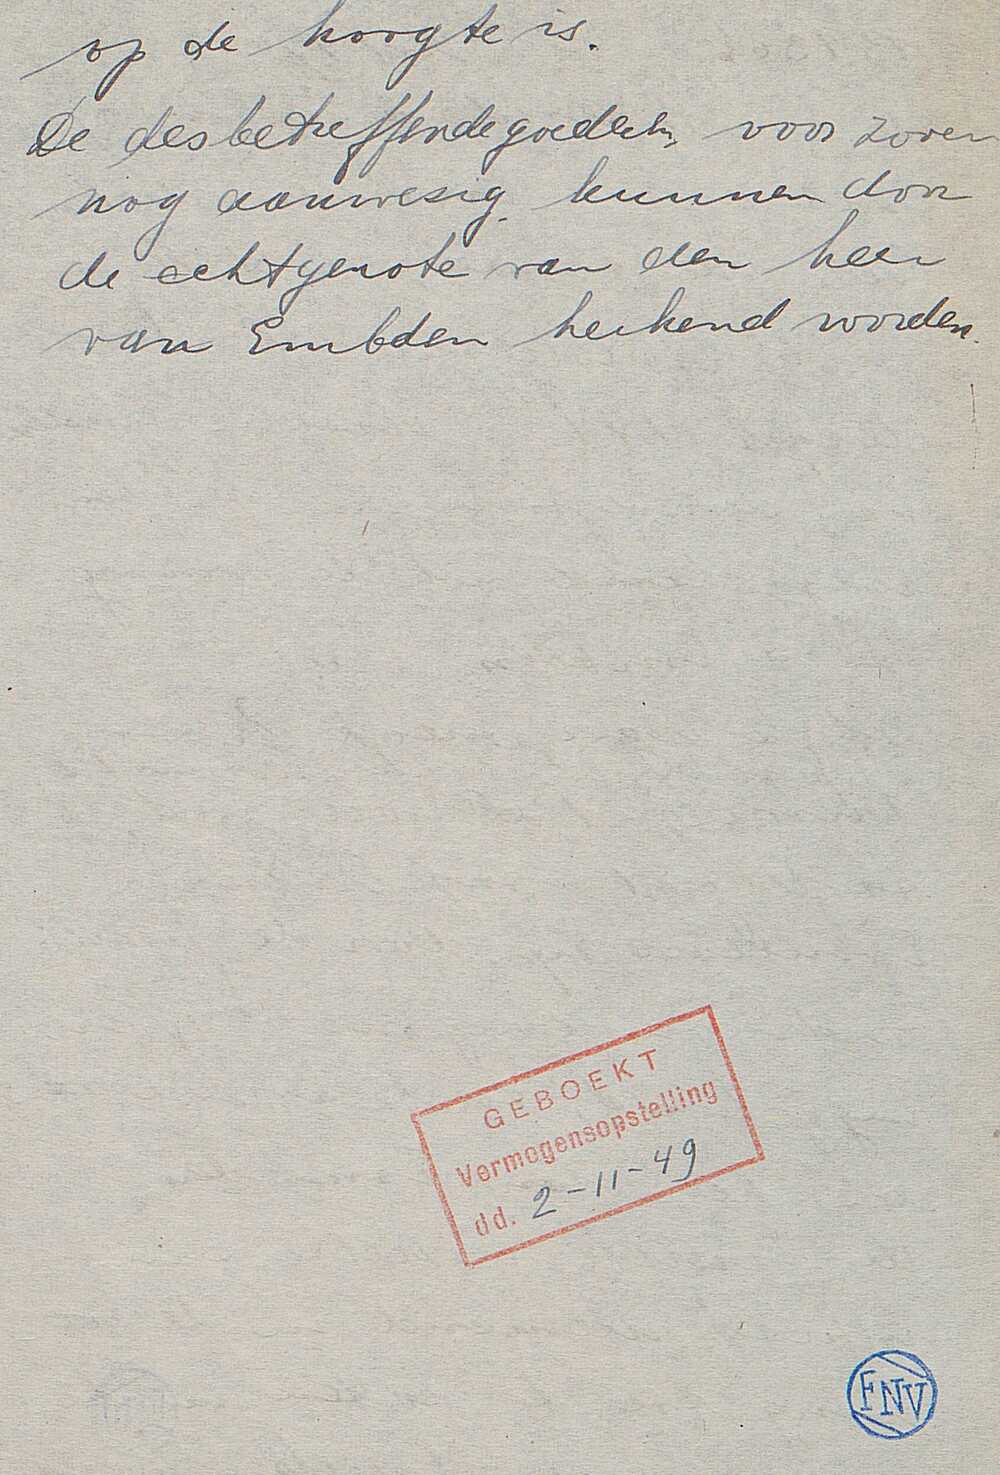 op de hoogte is.
De desbetreffende goederen, voor zover
nog aanwezig, kunnen door
de echtgenote van den heer
van Embden herkend worden.
GEBOEKT
Vermogensopstelling
dd. 2-11-49
FNV